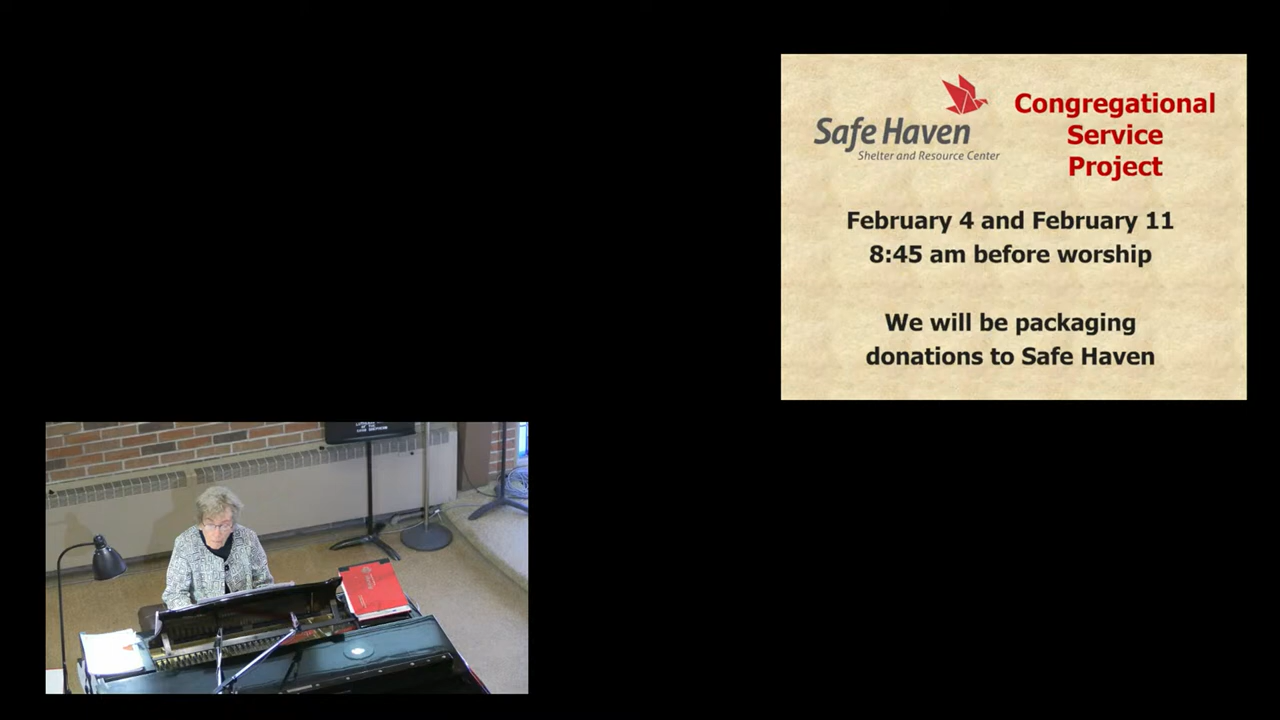 Safe Haven
Shelter and Resource Center
Congregational
Service
Project
February 4 and February 11
8:45 am before worship
We will be packaging
donations to Safe Haven